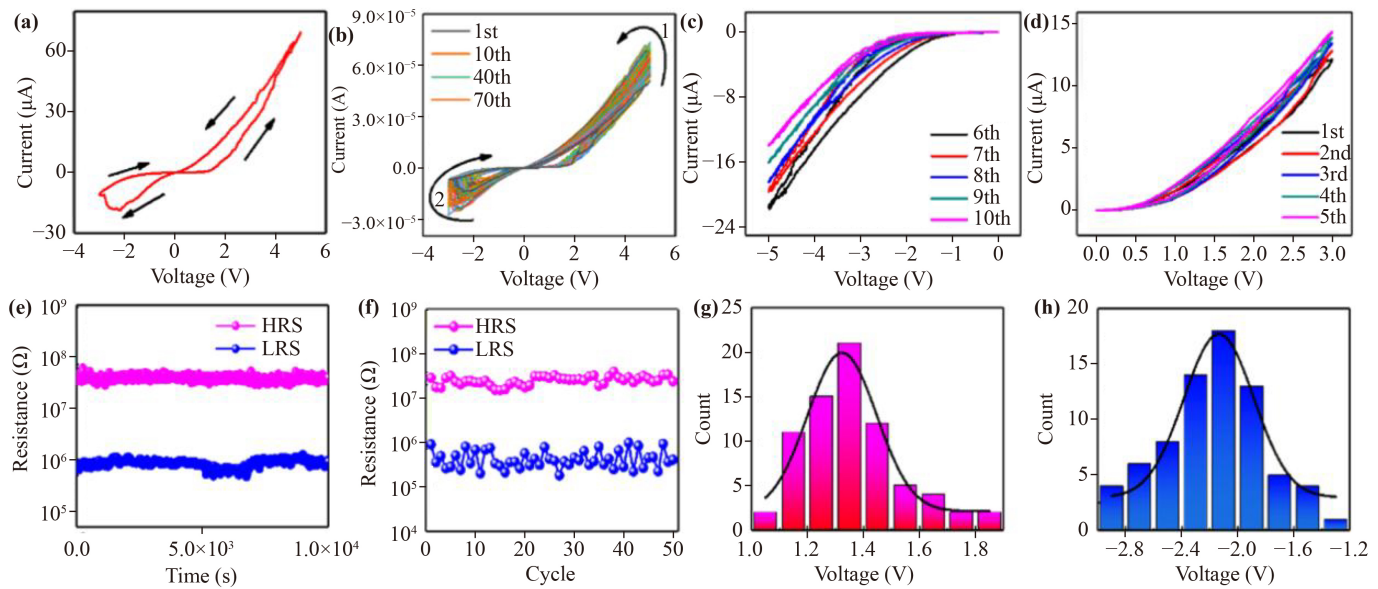 (a)
60
30
0
−30
−4
−2
0
2
4
6
Current (μA)
Voltage (V)
(b)
9.0×10⁻⁵
6.0×10⁻⁵
3.0×10⁻⁵
0.0
−3.0×10⁻⁵
−4
−2
0
2
4
6
1st
10th
40th
70th
1
2
Current (A)
Voltage (V)
(c)
0
−8
−16
−24
−5
−4
−3
−2
−1
0
6th
7th
8th
9th
10th
Current (μA)
Voltage (V)
(d)
15
10
5
0
0.0
0.5
1.0
1.5
2.0
2.5
3.0
1st
2nd
3rd
4th
5th
Current (μA)
Voltage (V)
(e)
10⁹
10⁸
10⁷
10⁶
10⁵
0.0
5.0×10³
1.0×10⁴
HRS
LRS
Resistance (Ω)
Time (s)
(f)
10⁹
10⁸
10⁷
10⁶
10⁵
10⁴
0
10
20
30
40
50
HRS
LRS
Resistance (Ω)
Cycle
(g)
25
20
15
10
5
0
1.0
1.2
1.4
1.6
1.8
Count
Voltage (V)
(h)
20
15
10
5
0
−2.8
−2.4
−2.0
−1.6
−1.2
Count
Voltage (V)